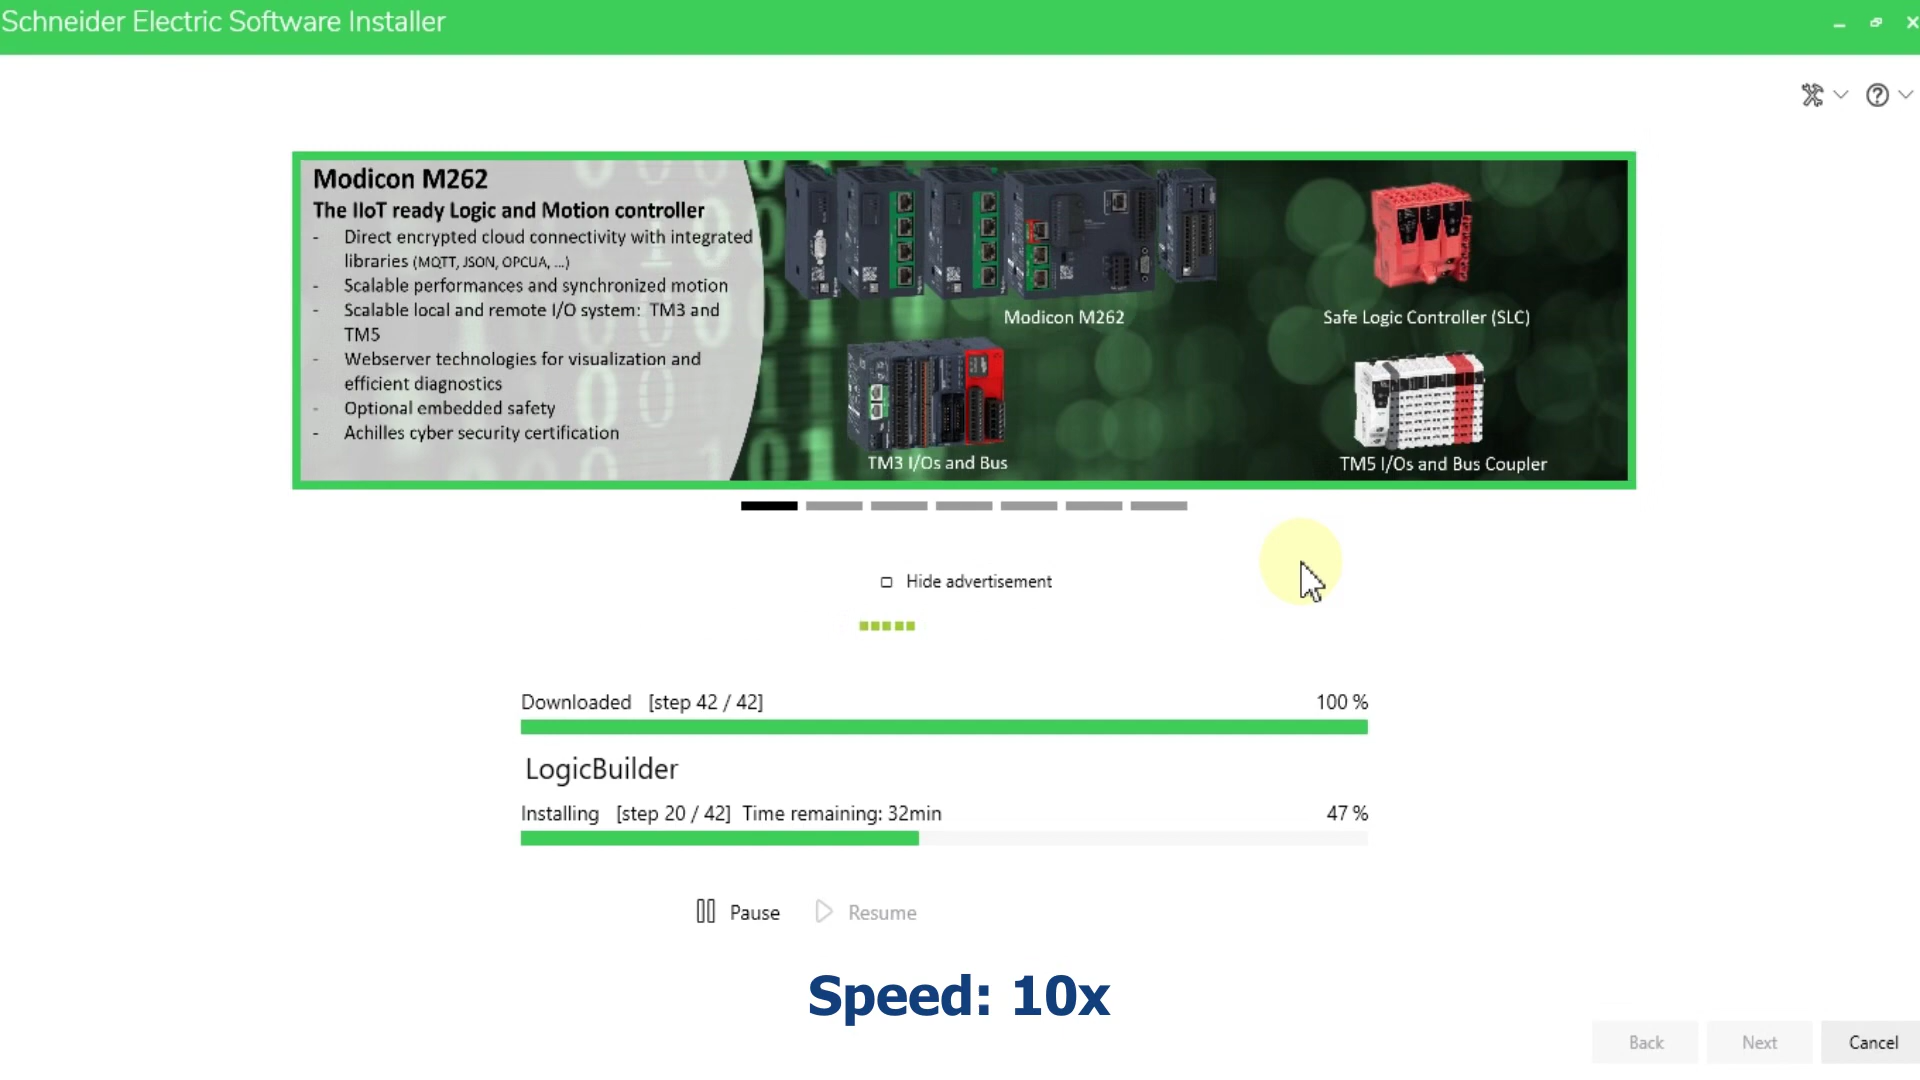 Schneider Electric Software Installer
Modicon M262
The IIoT ready Logic and Motion controller
- Direct encrypted cloud connectivity with integrated
libraries (MQTT, JSON, OPCUA, ...)
- Scalable performances and synchronized motion
- Scalable local and remote I/O system: TM3 and
TM5
- Webserver technologies for visualization and
efficient diagnostics
- Optional embedded safety
- Achilles cyber security certification
Modicon M262
Safe Logic Controller (SLC)
TM3 I/Os and Bus
TM5 I/Os and Bus Coupler
Hide advertisement
Downloaded [step 42 / 42] 100 %
LogicBuilder
Installing [step 20 / 42] Time remaining: 32min 47 %
Pause Resume
Speed: 10x
Back Next Cancel